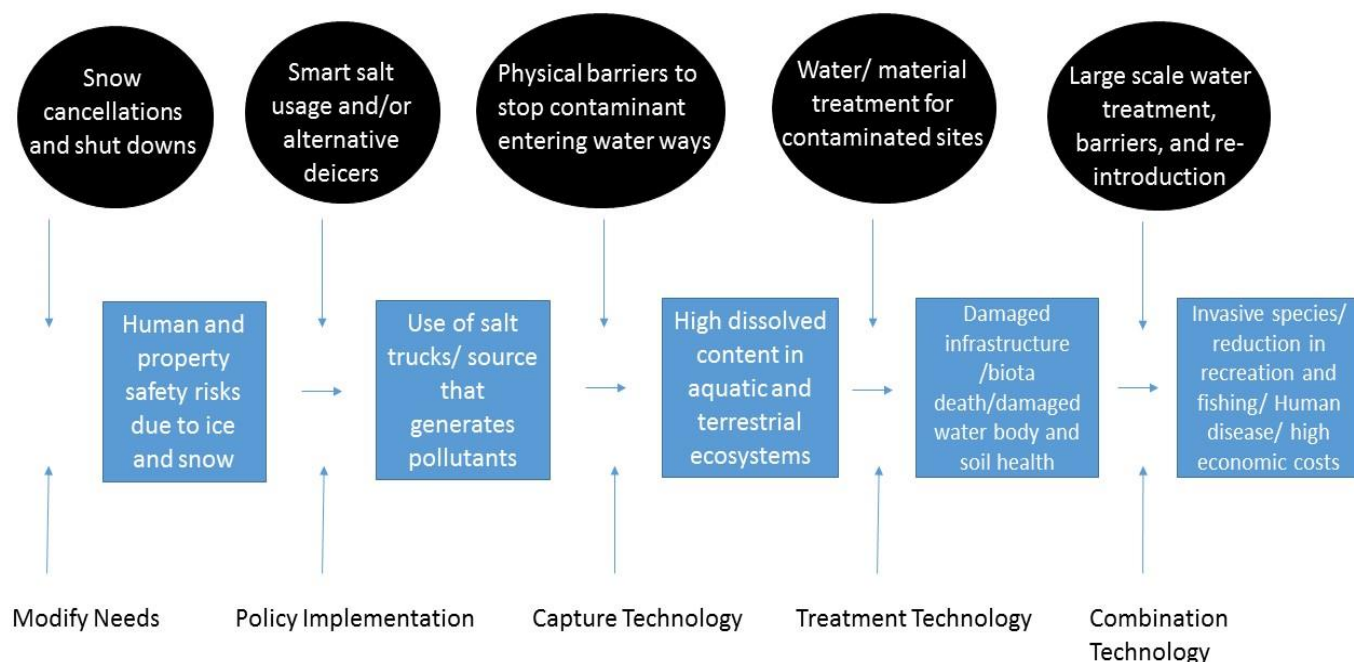 Snow
cancellations
and shut downs
Smart salt
usage and/or
alternative
deicers
Physical barriers to
stop contaminant
entering water ways
Water/ material
treatment for
contaminated sites
Large scale water
treatment,
barriers, and re-
introduction
Human and
property
safety risks
due to ice
and snow
Use of salt
trucks/ source
that
generates
pollutants
High dissolved
content in
aquatic and
terrestrial
ecosystems
Damaged
infrastructure
/biota
death/damaged
water body and
soil health
Invasive species/
reduction in
recreation and
fishing/ Human
disease/ high
economic costs
Modify Needs
Policy Implementation
Capture Technology
Treatment Technology
Combination
Technology